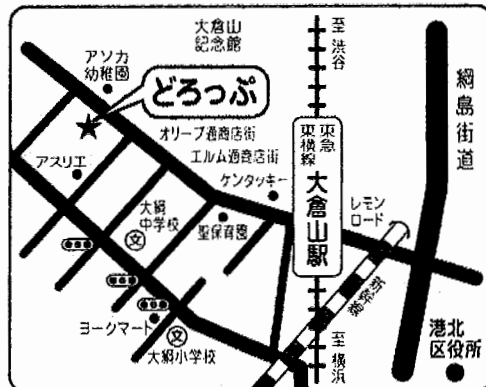 大倉山
記念館
至渋谷
アソカ
幼稚園
どろっぷ
綱島街道
オリーブ通商店街
東急
東横線
大倉山駅
エルム通商店街
アスリエ
ケンタッキー
レモン
ロード
大綱
中学校
文
聖保育園
新幹線
ヨークマート
文
大綱小学校
至横浜
港北
区役所